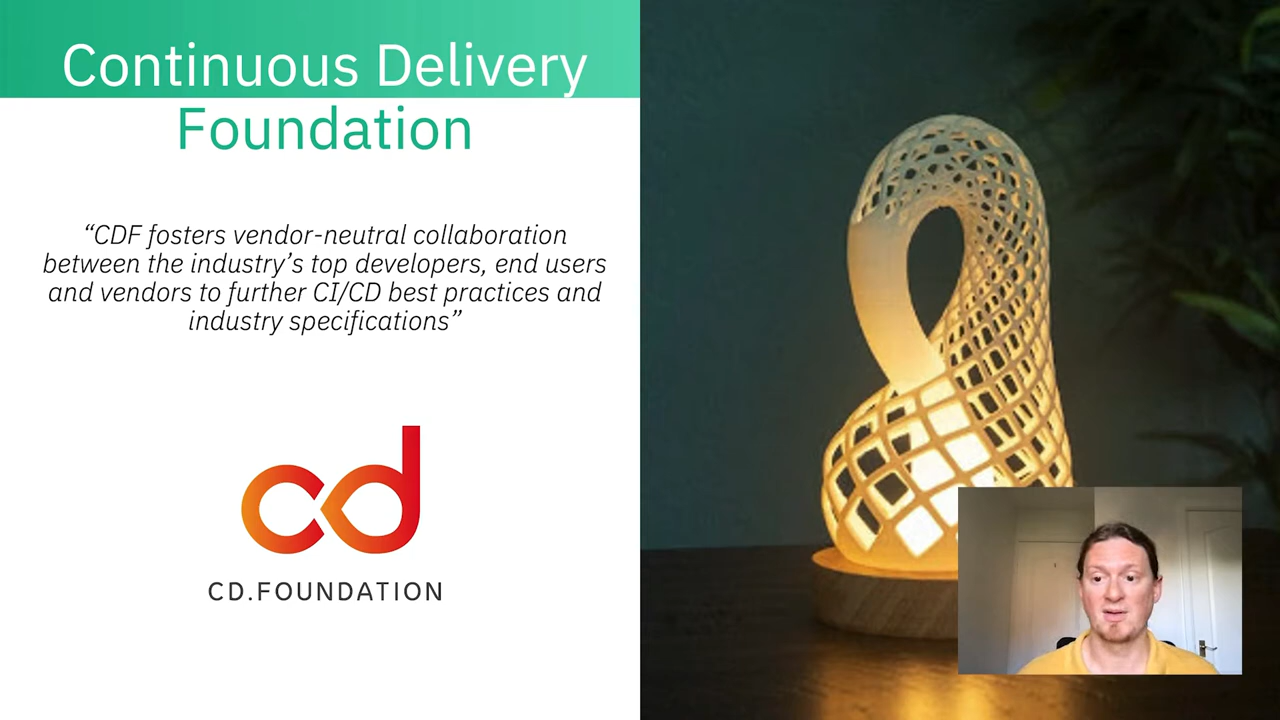 Continuous Delivery
Foundation
“CDF fosters vendor-neutral collaboration
between the industry’s top developers, end users
and vendors to further CI/CD best practices and
industry specifications”
cd
CD.FOUNDATION